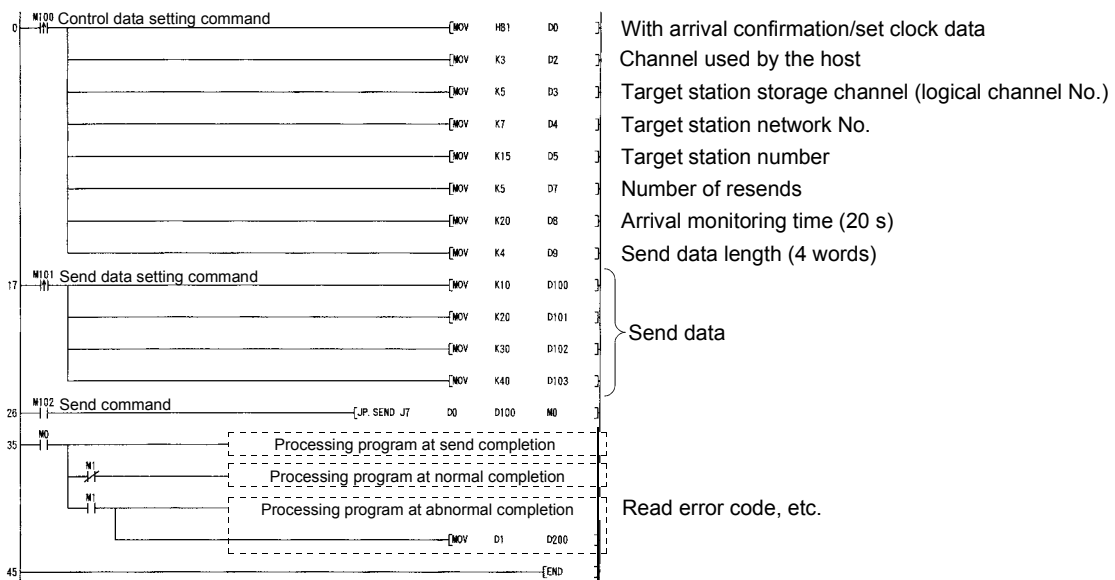 M100 Control data setting command
0 [MOV H81 D0 ] With arrival confirmation/set clock data
[MOV K3 D2 ] Channel used by the host
[MOV K5 D3 ] Target station storage channel (logical channel No.)
[MOV K7 D4 ] Target station network No.
[MOV K15 D5 ] Target station number
[MOV K5 D7 ] Number of resends
[MOV K20 D8 ] Arrival monitoring time (20 s)
[MOV K4 D9 ] Send data length (4 words)
M101 Send data setting command
17 [MOV K10 D100 ]
[MOV K20 D101 ]
Send data
[MOV K30 D102 ]
[MOV K40 D103 ]
M102 Send command
26 [JP.SEND J7 D0 D100 M0 ]
M0
35 Processing program at send completion
M1
Processing program at normal completion
M1
Processing program at abnormal completion Read error code, etc.
[MOV D1 D200 ]
45 [END ]